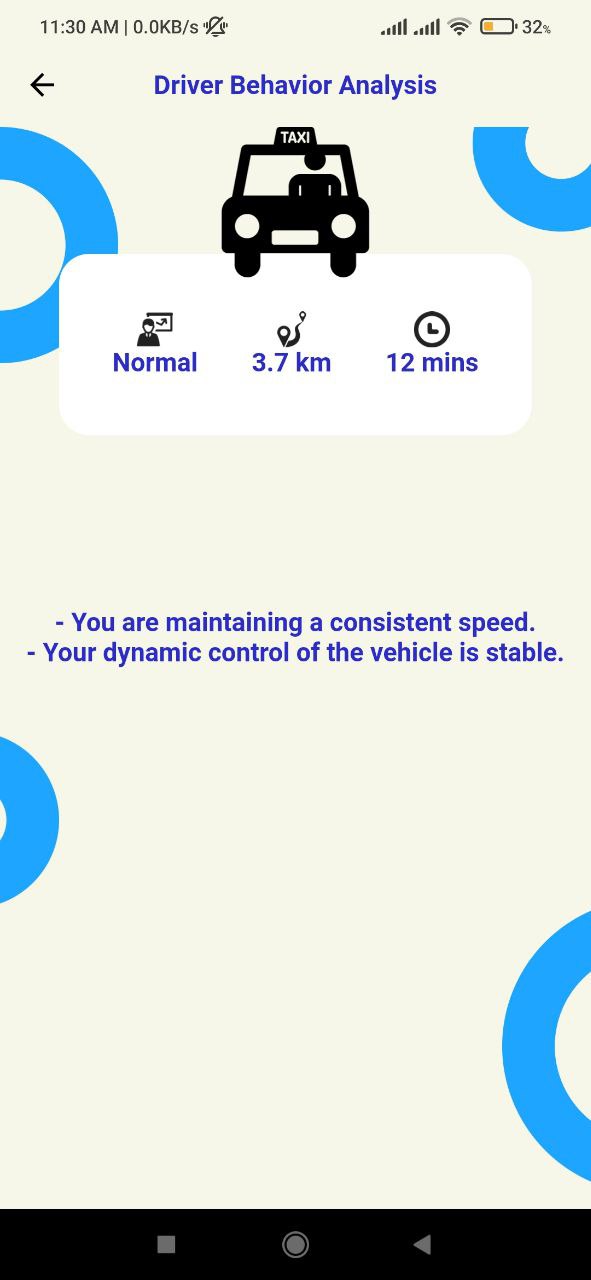 11:30 AM | 0.0KB/s 32%
Driver Behavior Analysis
TAXI
Normal 3.7 km 12 mins
- You are maintaining a consistent speed.
- Your dynamic control of the vehicle is stable.